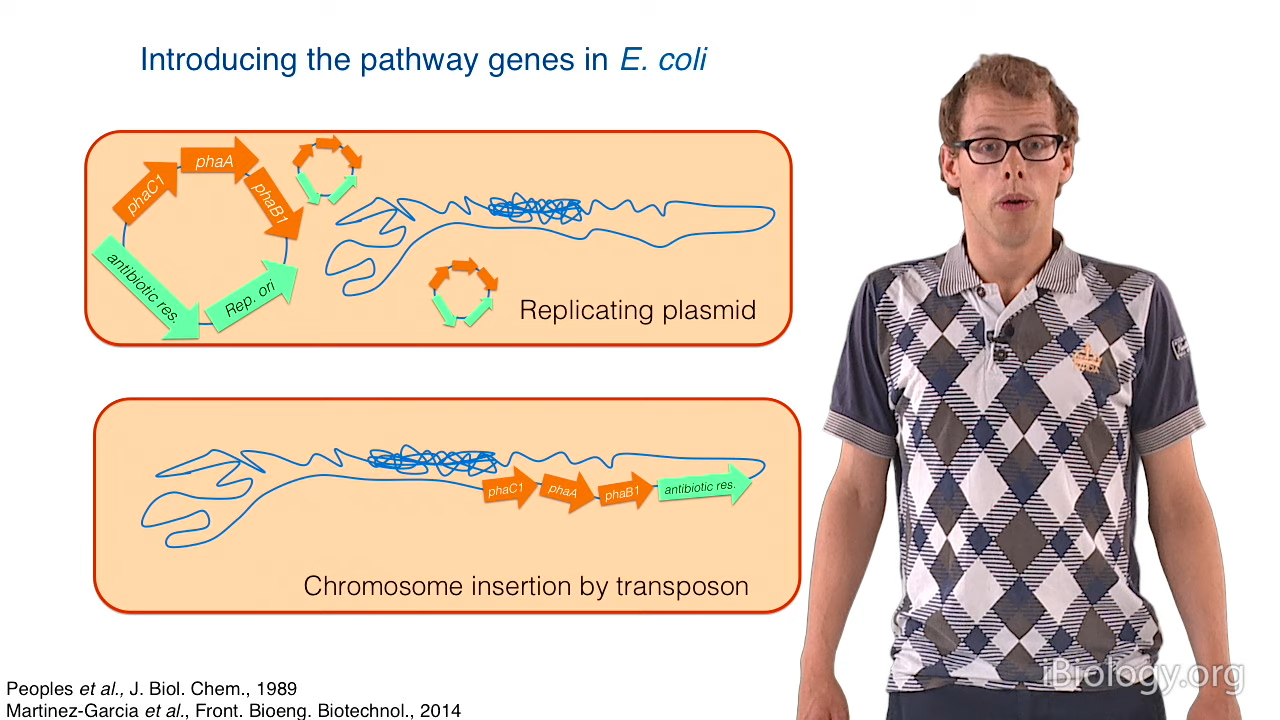 Introducing the pathway genes in E. coli
phaC1
phaA
phaB1
antibiotic res.
Rep. ori
Replicating plasmid
phaC1
phaA
phaB1
antibiotic res.
Chromosome insertion by transposon
iBiology.org
Peoples et al., J. Biol. Chem., 1989
Martinez-Garcia et al., Front. Bioeng. Biotechnol., 2014